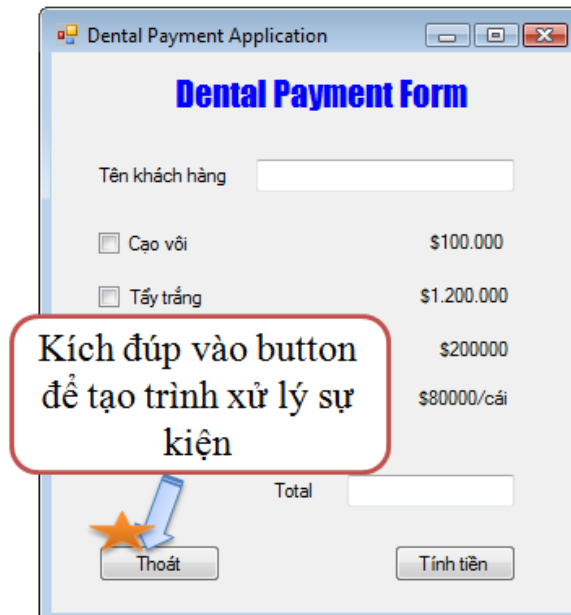 Dental Payment Application
Dental Payment Form
Tên khách hàng
Cạo vôi $100.000
Tẩy trắng $1.200.000
Kích đúp vào button
để tạo trình xử lý sự
kiện
$200000
$80000/cái
Total
Thoát Tính tiền